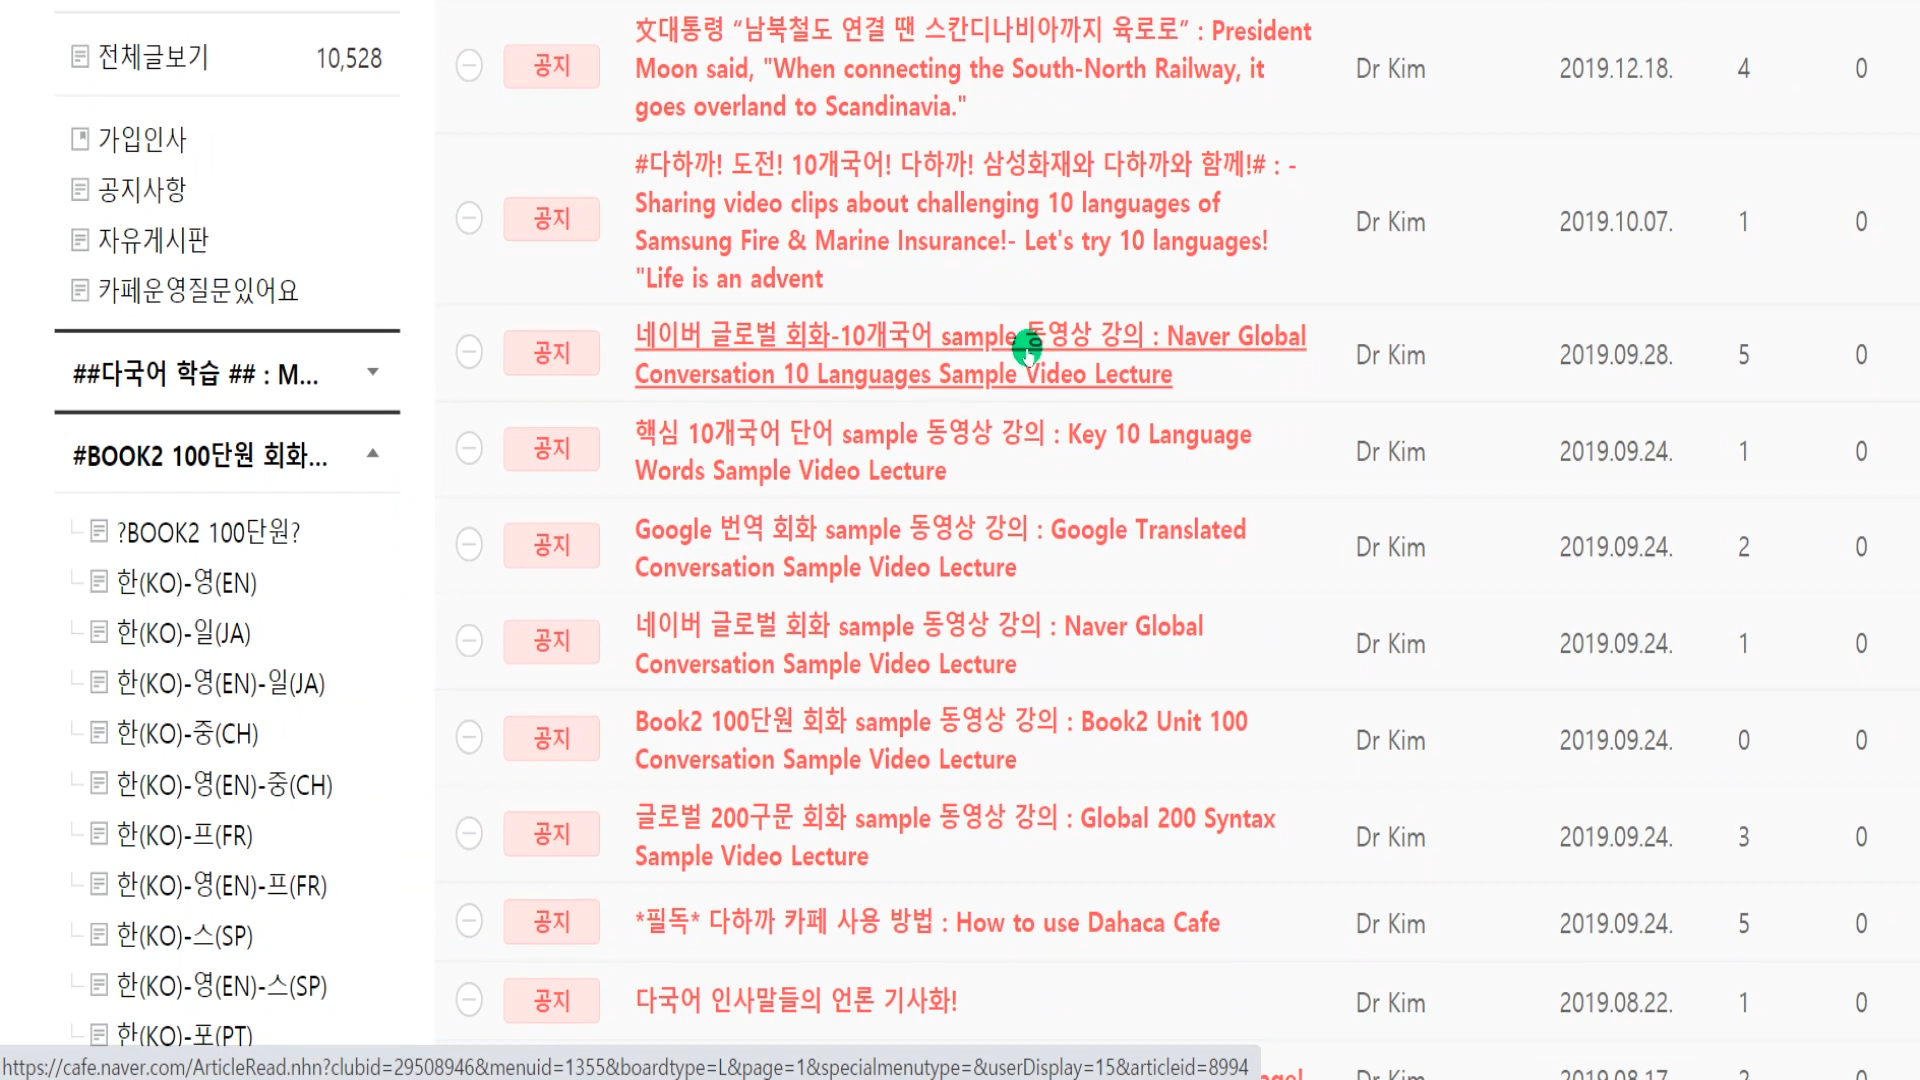 전체글보기 10,528
가입인사
공지사항
자유게시판
카페운영질문있어요
##다국어 학습 ## : M...
#BOOK2 100단원 회화...
?BOOK2 100단원?
한(KO)-영(EN)
한(KO)-일(JA)
한(KO)-영(EN)-일(JA)
한(KO)-중(CH)
한(KO)-영(EN)-중(CH)
한(KO)-프(FR)
한(KO)-영(EN)-프(FR)
한(KO)-스(SP)
한(KO)-영(EN)-스(SP)
한(KO)-포(PT)
공지 文대통령 “남북철도 연결 땐 스칸디나비아까지 육로로” : President
Moon said, "When connecting the South-North Railway, it
goes overland to Scandinavia."
Dr Kim 2019.12.18. 4 0
공지 #다하까! 도전! 10개국어! 다하까! 삼성화재와 다하까와 함께!# : -
Sharing video clips about challenging 10 languages of
Samsung Fire & Marine Insurance!- Let's try 10 languages!
"Life is an advent
Dr Kim 2019.10.07. 1 0
공지 네이버 글로벌 회화-10개국어 sample 동영상 강의 : Naver Global
Conversation 10 Languages Sample Video Lecture
Dr Kim 2019.09.28. 5 0
공지 핵심 10개국어 단어 sample 동영상 강의 : Key 10 Language
Words Sample Video Lecture
Dr Kim 2019.09.24. 1 0
공지 Google 번역 회화 sample 동영상 강의 : Google Translated
Conversation Sample Video Lecture
Dr Kim 2019.09.24. 2 0
공지 네이버 글로벌 회화 sample 동영상 강의 : Naver Global
Conversation Sample Video Lecture
Dr Kim 2019.09.24. 1 0
공지 Book2 100단원 회화 sample 동영상 강의 : Book2 Unit 100
Conversation Sample Video Lecture
Dr Kim 2019.09.24. 0 0
공지 글로벌 200구문 회화 sample 동영상 강의 : Global 200 Syntax
Sample Video Lecture
Dr Kim 2019.09.24. 3 0
공지 *필독* 다하까 카페 사용 방법 : How to use Dahaca Cafe
Dr Kim 2019.09.24. 5 0
공지 다국어 인사말들의 언론 기사화!
Dr Kim 2019.08.22. 1 0
https://cafe.naver.com/ArticleRead.nhn?clubid=29508946&menuid=1355&boardtype=L&page=1&specialmenutype=&userDisplay=15&articleid=8994